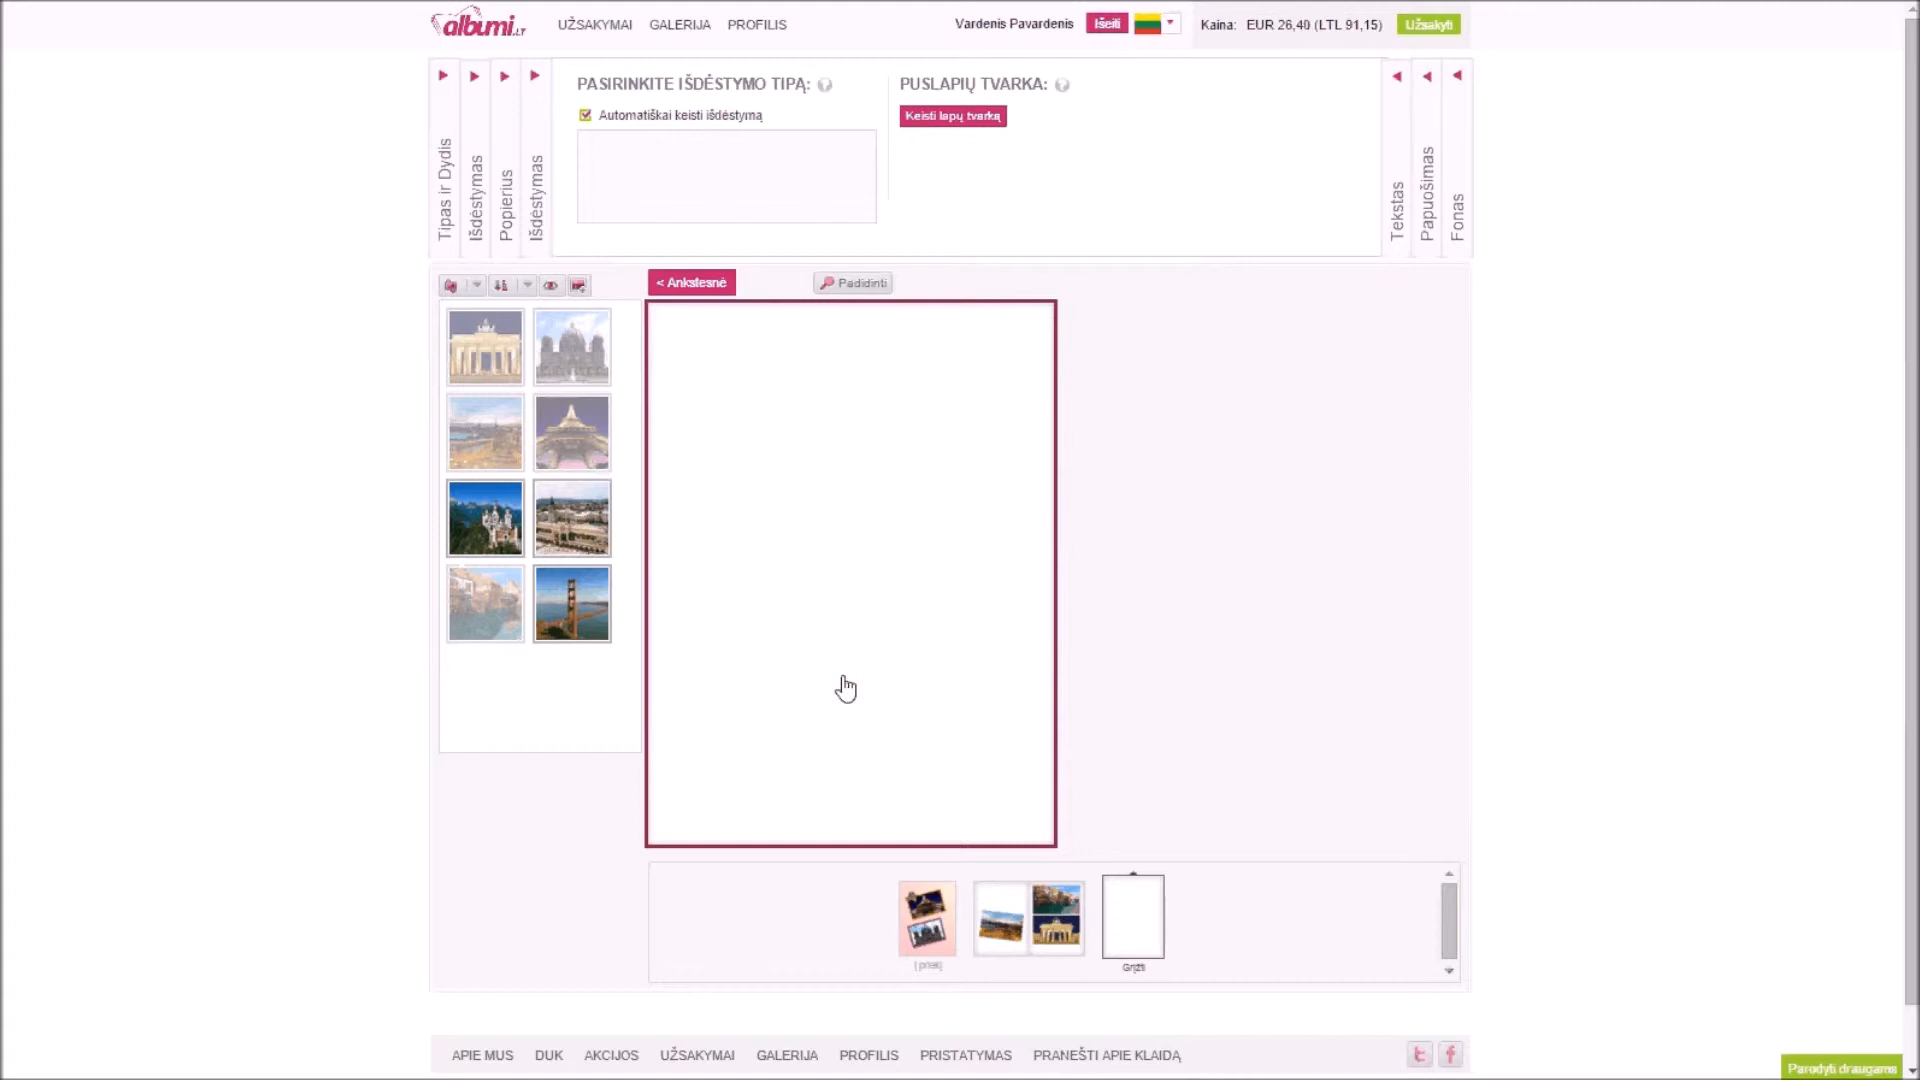 albumi.LT
UŽSAKYMAI GALERIJA PROFILIS
Vardenis Pavardenis Išeiti
Kaina: EUR 26,40 (LTL 91,15) Užsakyti
Tipas ir Dydis
Išdėstymas
Popierius
Išdėstymas
PASIRINKITE IŠDĖSTYMO TIPĄ:
Automatiškai keisti išdėstymą
PUSLAPIŲ TVARKA:
Keisti lapų tvarką
Tekstas
Papuošimas
Fonas
< Ankstesnė
Padidinti
Į priekį
Grįžti
APIE MUS DUK AKCIJOS UŽSAKYMAI GALERIJA PROFILIS PRISTATYMAS PRANEŠTI APIE KLAIDĄ
Parodyti draugams